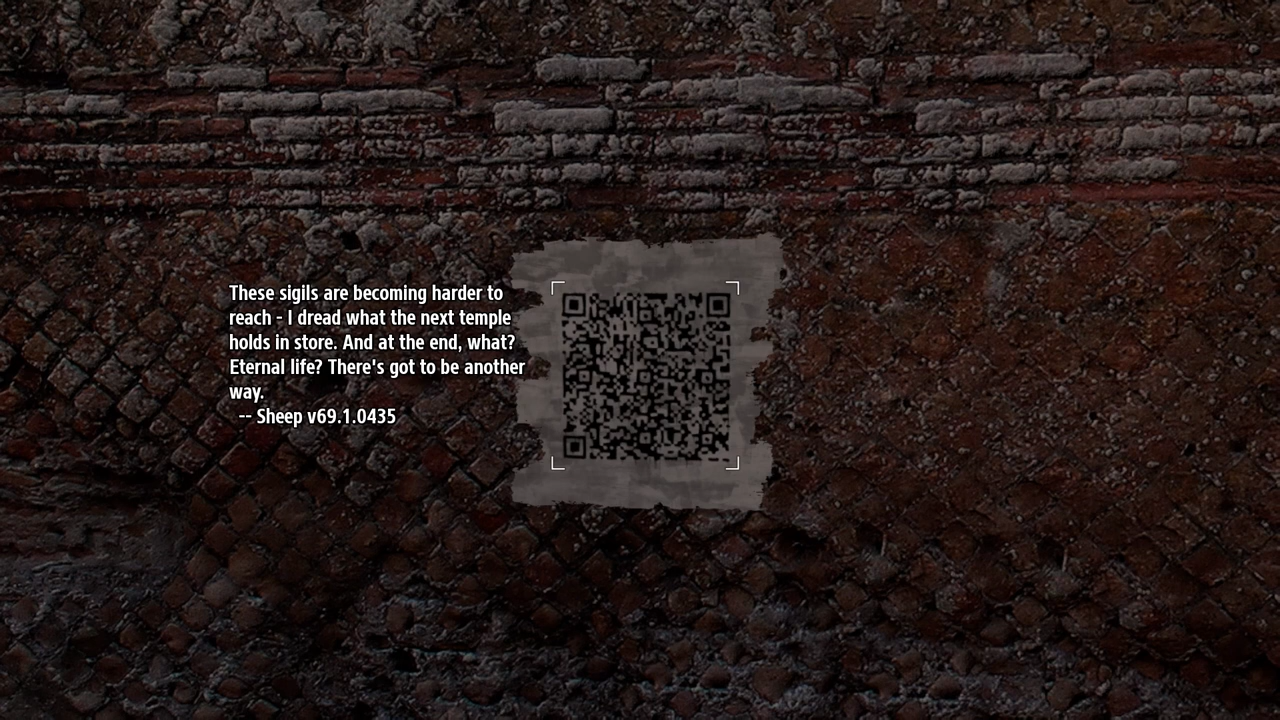 These sigils are becoming harder to
reach - I dread what the next temple
holds in store. And at the end, what?
Eternal life? There's got to be another
way.
-- Sheep v69.1.0435